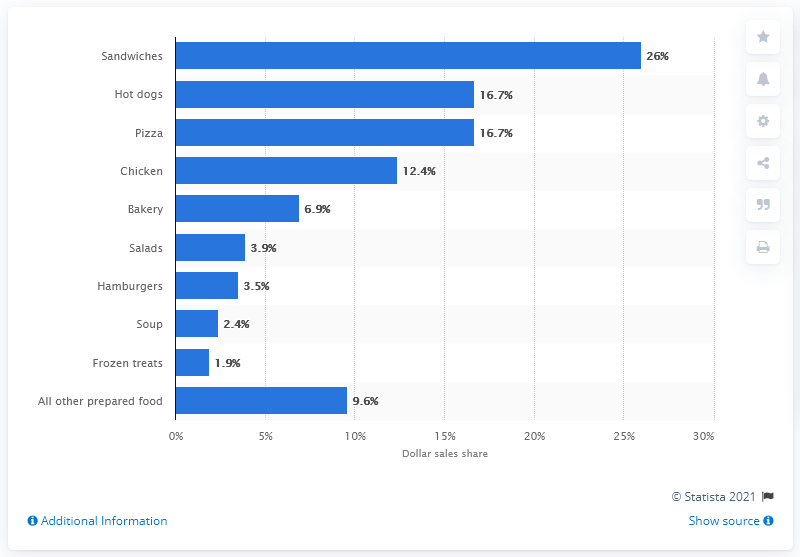 Sandwiches 26%
Hot dogs 16.7%
Pizza 16.7%
Chicken 12.4%
Bakery 6.9%
Salads 3.9%
Hamburgers 3.5%
Soup 2.4%
Frozen treats 1.9%
All other prepared food 9.6%
0% 5% 10% 15% 20% 25% 30%
Dollar sales share
© Statista 2021
Additional Information Show source